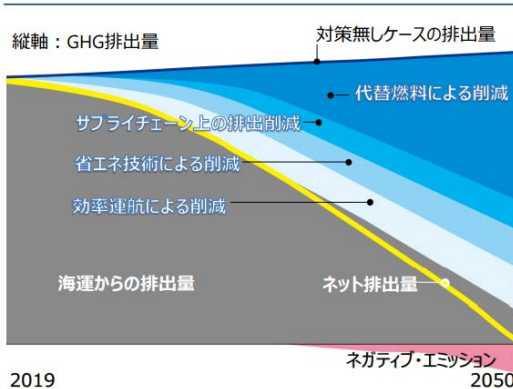 縦軸：GHG排出量
対策無しケースの排出量
代替燃料による削減
サプライチェーン上の排出削減
省エネ技術による削減
効率運航による削減
海運からの排出量
ネット排出量
ネガティブ・エミッション
2019
2050